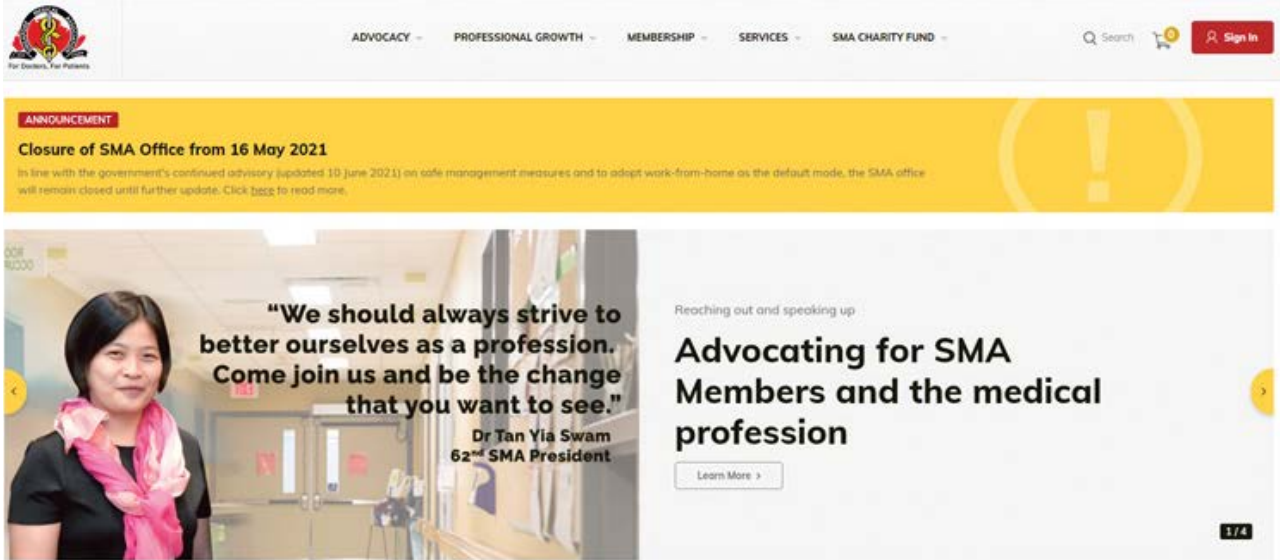 For Doctors, For Patients
ADVOCACY
PROFESSIONAL GROWTH
MEMBERSHIP
SERVICES
SMA CHARITY FUND
Search
0
Sign In
ANNOUNCEMENT
Closure of SMA Office from 16 May 2021
In line with the government's continued advisory (updated 10 June 2021) on safe management measures and to adopt work-from-home as the default mode, the SMA office
will remain closed until further update. Click here to read more.
“We should always strive to
better ourselves as a profession.
Come join us and be the change
that you want to see.”
Dr Tan Yia Swam
62nd SMA President
Reaching out and speaking up
Advocating for SMA
Members and the medical
profession
Learn More >
1 / 4